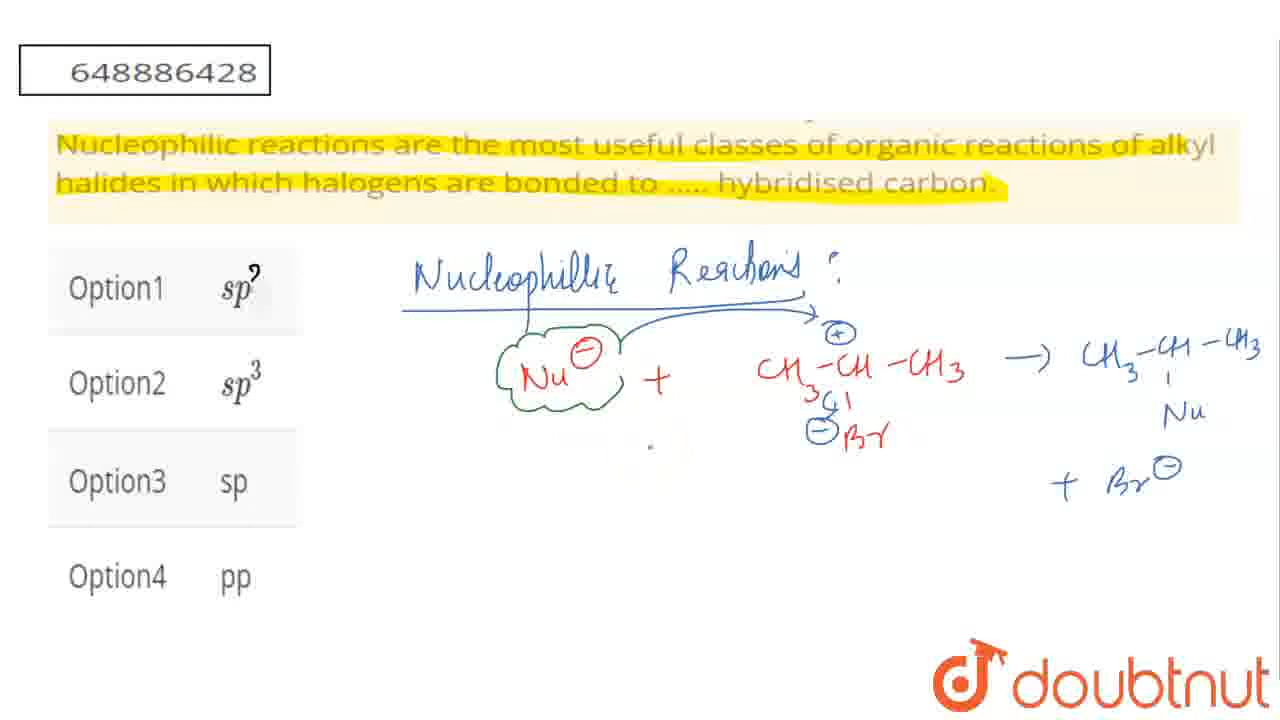 648886428
Nucleophilic reactions are the most useful classes of organic reactions of alkyl
halides in which halogens are bonded to ..... hybridised carbon.
Nucleophillic Reactions :
Option1 sp²
Nu⊖ + CH₃-CH-CH₃ → CH₃-CH-CH₃
⊕
Option2 sp³
⊖ Br
Nu
+ Br⊖
Option3 sp
Option4 pp
doubtnut